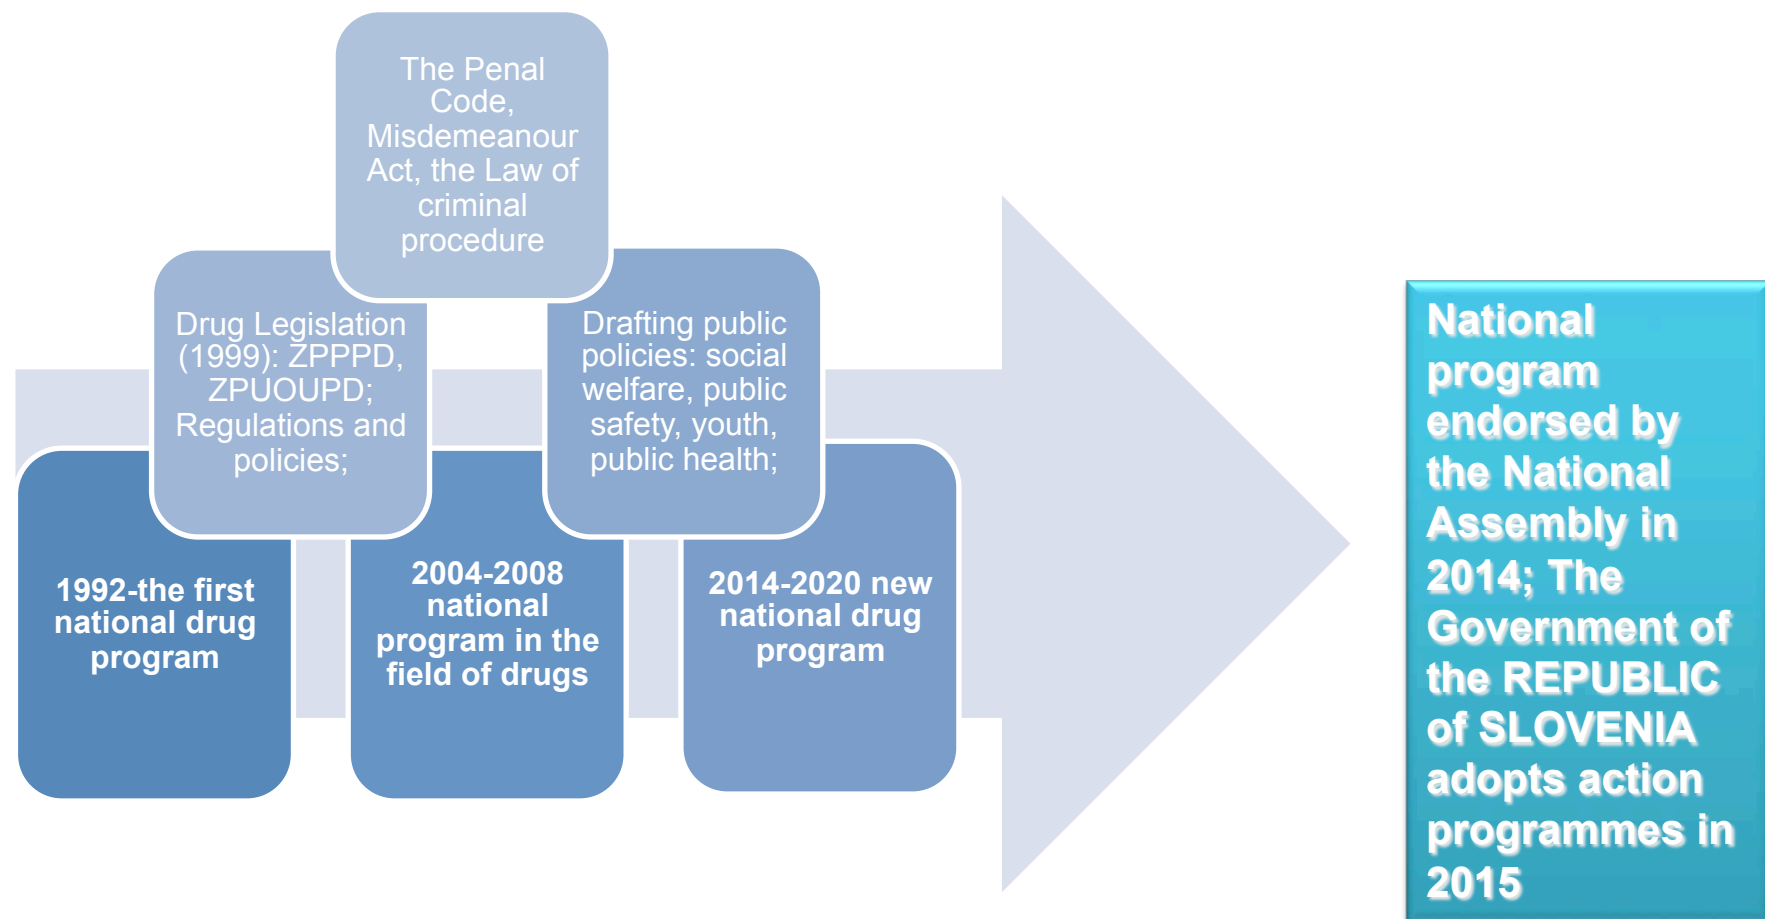 The Penal
Code,
Misdemeanour
Act, the Law of
criminal
procedure
Drug Legislation
(1999): ZPPPD,
ZPUOUPD;
Regulations and
policies;
Drafting public
policies: social
welfare, public
safety, youth,
public health;
1992-the first
national drug
program
2004-2008
national
program in the
field of drugs
2014-2020 new
national drug
program
National
program
endorsed by
the National
Assembly in
2014; The
Government of
the REPUBLIC
of SLOVENIA
adopts action
programmes in
2015